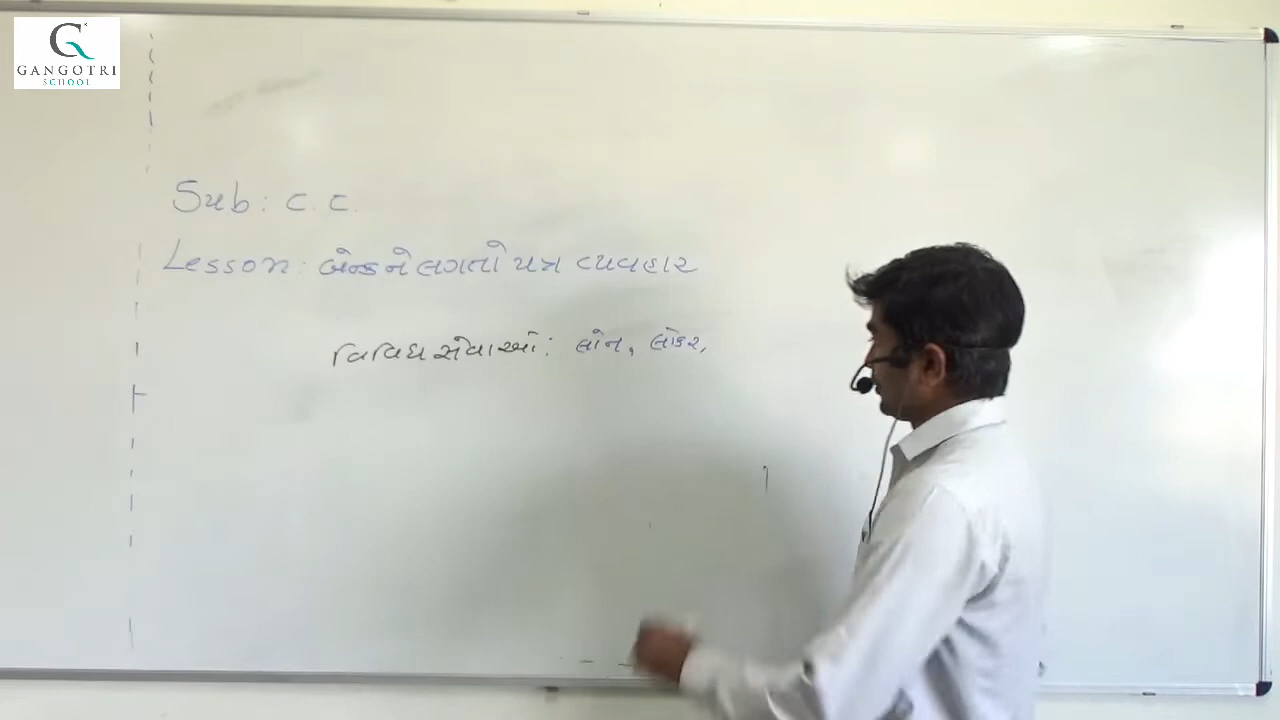 GANGOTRI
SCHOOL
Sub: C.C.
Lesson: બેન્કને લગતો પત્ર વ્યવહાર
વિવિધ સેવાઓ: લોન, લોકર,